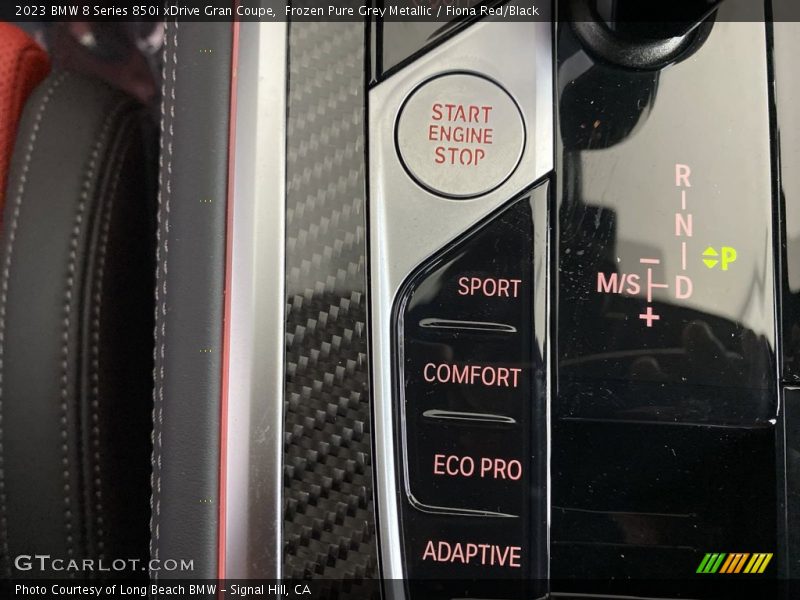 2023 BMW 8 Series 850i xDrive Gran Coupe,  Frozen Pure Grey Metallic / Fiona Red/Black
START
ENGINE
STOP
R
N
P
M/S
D
+
SPORT
COMFORT
ECO PRO
ADAPTIVE
GTCARLOT.COM
Photo Courtesy of Long Beach BMW – Signal Hill, CA